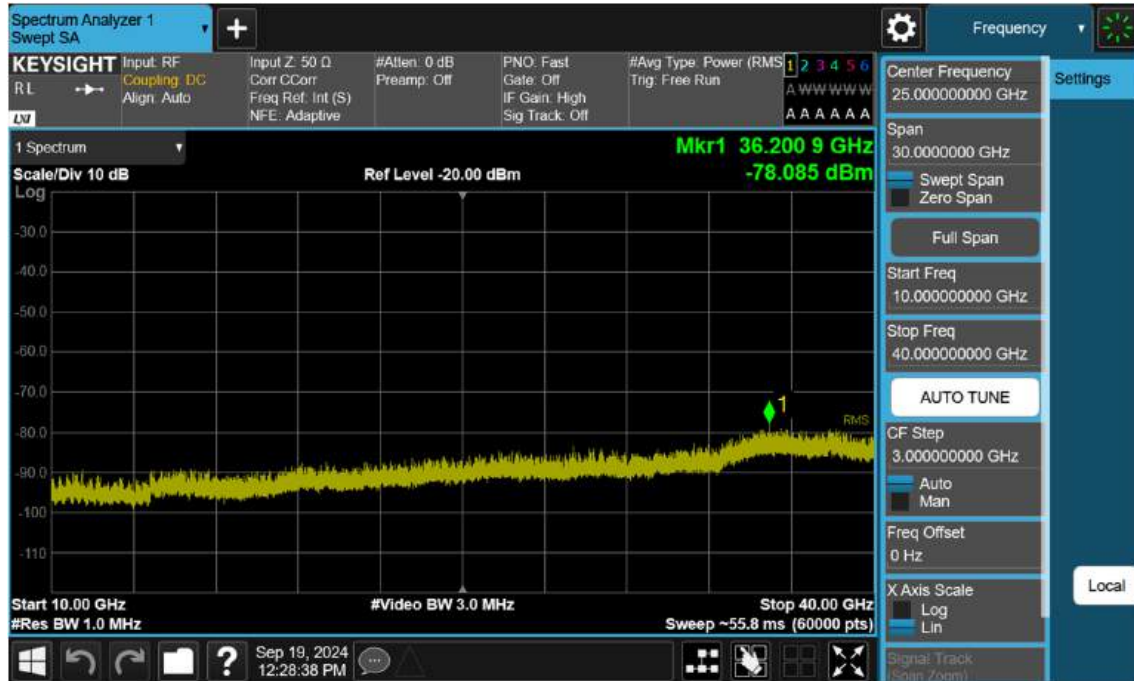 Spectrum Analyzer 1
Swept SA
Frequency
KEYSIGHT
RL
LXI
Input: RF
Coupling: DC
Align: Auto
Input Z: 50 Ω
Corr CCorr
Freq Ref: Int (S)
NFE: Adaptive
#Atten: 0 dB
Preamp: Off
PNO: Fast
Gate: Off
IF Gain: High
Sig Track: Off
#Avg Type: Power (RMS
Trig: Free Run
1 2 3 4 5 6
A W W W W W
A A A A A A
1 Spectrum
Scale/Div 10 dB
Ref Level -20.00 dBm
Mkr1 36.200 9 GHz
-78.085 dBm
Log
-30.0
-40.0
-50.0
-60.0
-70.0
-80.0
-90.0
-100
-110
1
RMS
Start 10.00 GHz
#Res BW 1.0 MHz
#Video BW 3.0 MHz
Stop 40.00 GHz
Sweep ~55.8 ms (60000 pts)
Center Frequency
25.000000000 GHz
Settings
Span
30.0000000 GHz
Swept Span
Zero Span
Full Span
Start Freq
10.000000000 GHz
Stop Freq
40.000000000 GHz
AUTO TUNE
CF Step
3.000000000 GHz
Auto
Man
Freq Offset
0 Hz
X Axis Scale
Log
Lin
Local
Signal Track
(Span Zoom)
?
Sep 19, 2024
12:28:38 PM